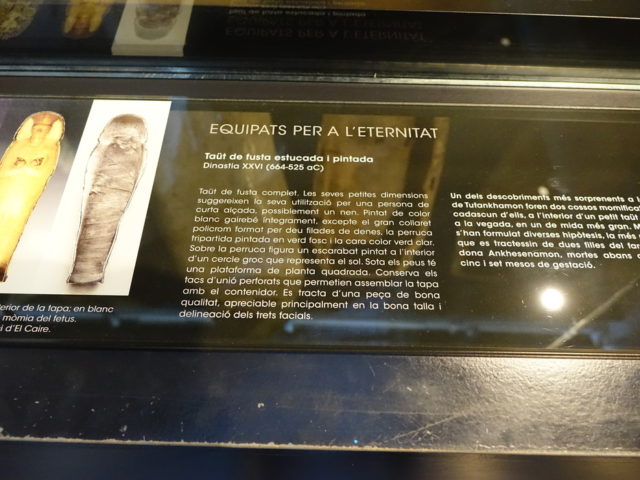 EQUIPATS PER A L'ETERNITAT
Taüt de fusta estucada i pintada
Dinastia XXVI (664-525 aC)
Taüt de fusta complet. Les seves petites dimensions
suggereixen la seva utilització per una persona de
curta alçada, possiblement un nen. Pintat de color
blanc gairebé íntegrament, excepte el gran collaret
policrom format per deu filades de denes, la perruca
tripartida pintada en verd fosc i la cara color verd clar.
Sobre la perruca figura un escarabat pintat a l'interior
d'un cercle groc que representa el sol. Sota els peus té
una plataforma de planta quadrada. Conserva els
tacs d'unió perforats que permetien assemblar la tapa
amb el contenidor. Es tracta d'una peça de bona
qualitat, apreciable principalment en la bona talla i
delineació dels trets facials.
Un dels descobriments més sorprenents a l
de Tutankhamon foren dos cossos momificat
cadascun d'ells, a l'interior d'un petit taüt
a la vegada, en un de mida més gran. M
s'han formulat diverses hipòtesis, la més
que es tractessin de dues filles del far
dona Ankhesenamon, mortes abans d
cinc i set mesos de gestació.
erior de la tapa; en blanc
mòmia del fetus.
i d'El Caire.